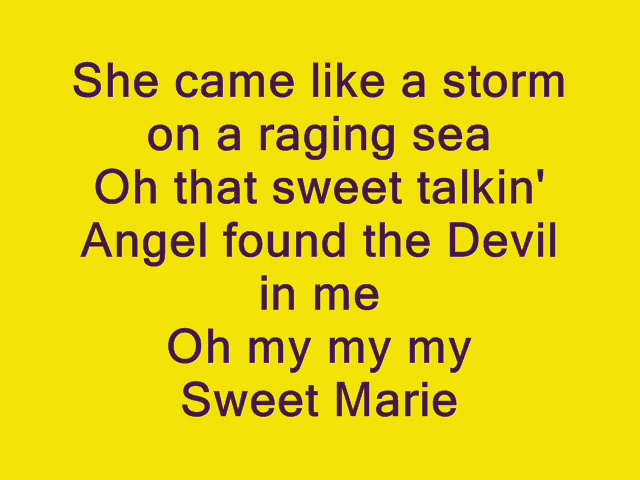 She came like a storm
on a raging sea
Oh that sweet talkin'
Angel found the Devil
in me
Oh my my my
Sweet Marie